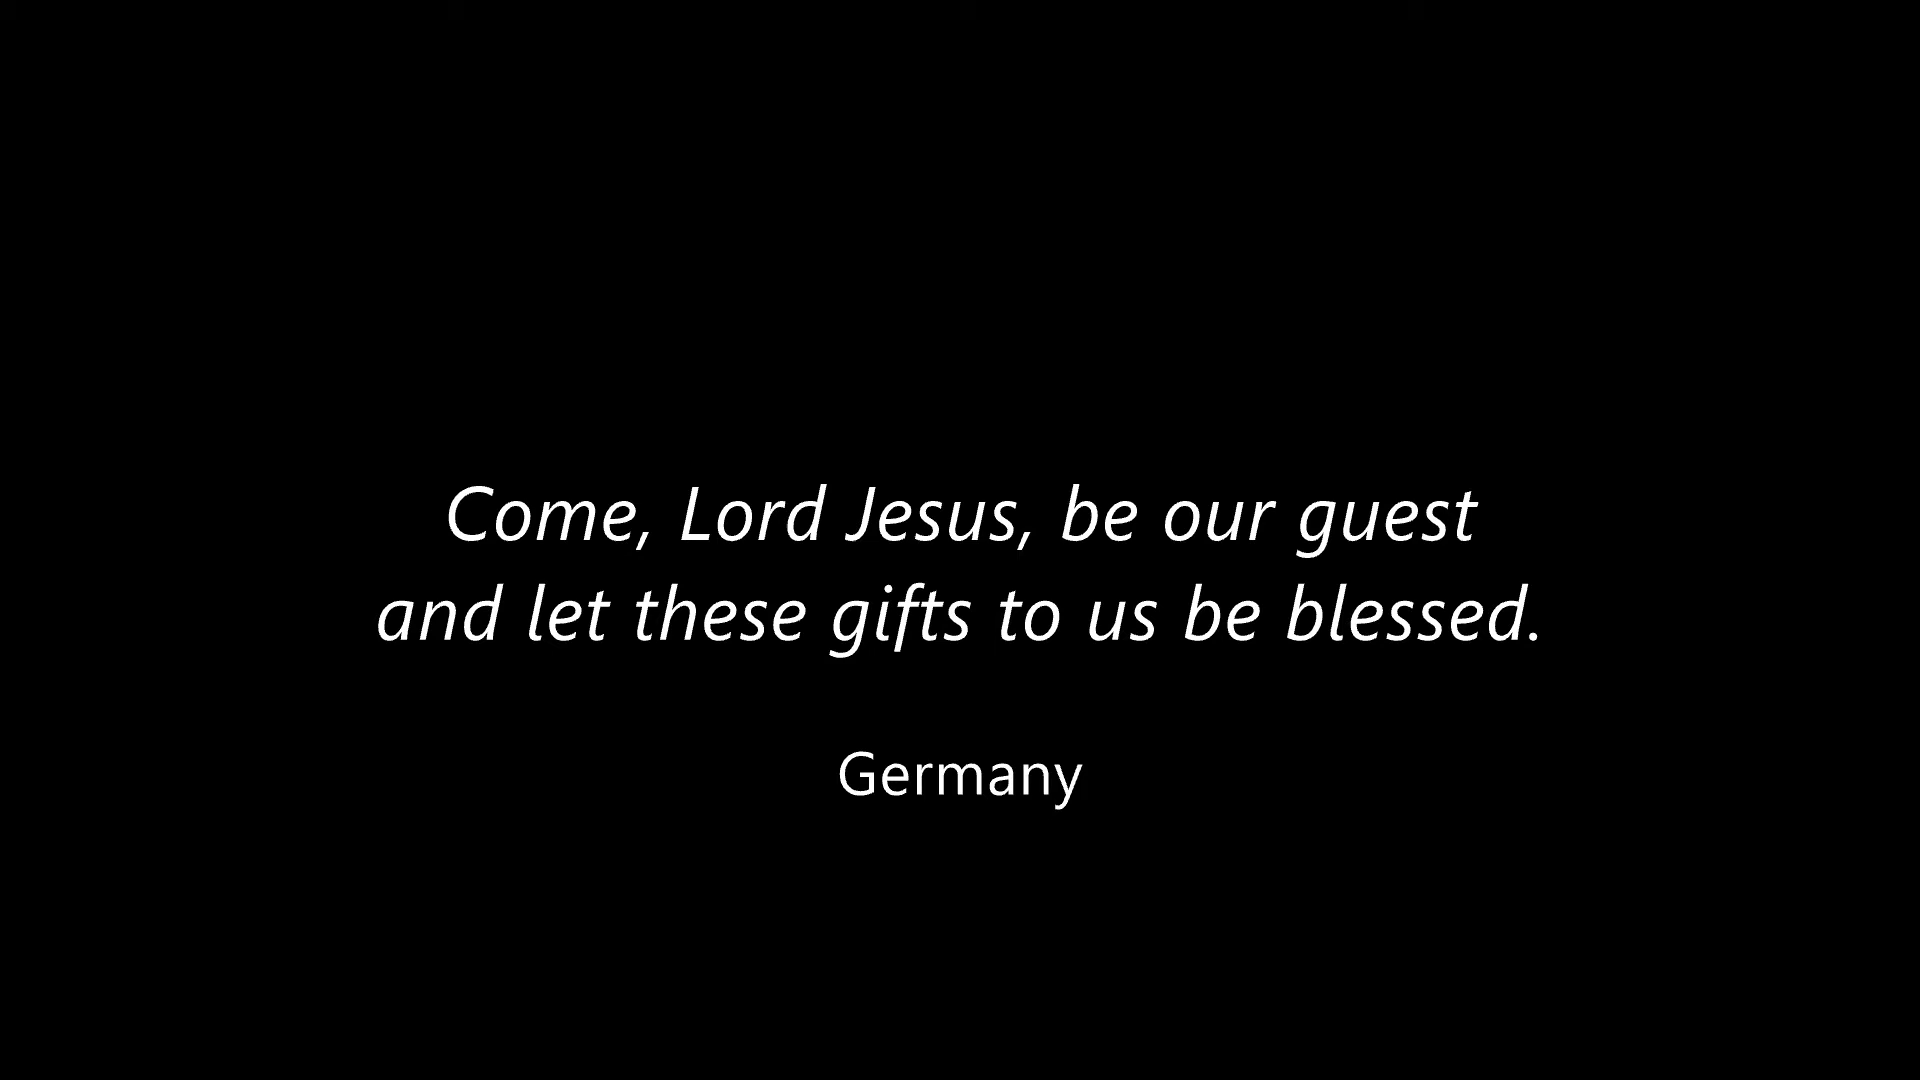 Come, Lord Jesus, be our guest
and let these gifts to us be blessed.
Germany